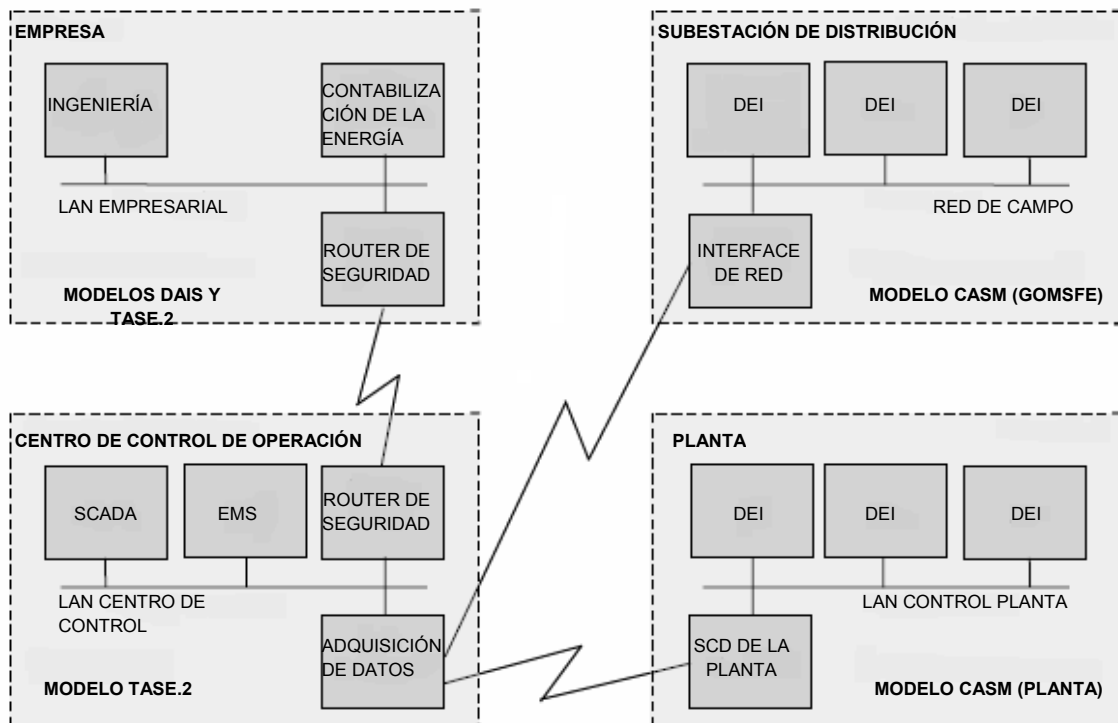 EMPRESA
INGENIERÍA
CONTABILIZA
CIÓN DE LA
ENERGÍA
LAN EMPRESARIAL
ROUTER DE
SEGURIDAD
MODELOS DAIS Y
TASE.2
SUBESTACIÓN DE DISTRIBUCIÓN
DEI
DEI
DEI
RED DE CAMPO
INTERFACE
DE RED
MODELO CASM (GOMSFE)
CENTRO DE CONTROL DE OPERACIÓN
SCADA
EMS
ROUTER DE
SEGURIDAD
LAN CENTRO DE
CONTROL
ADQUISICIÓN
DE DATOS
MODELO TASE.2
PLANTA
DEI
DEI
DEI
LAN CONTROL PLANTA
SCD DE LA
PLANTA
MODELO CASM (PLANTA)